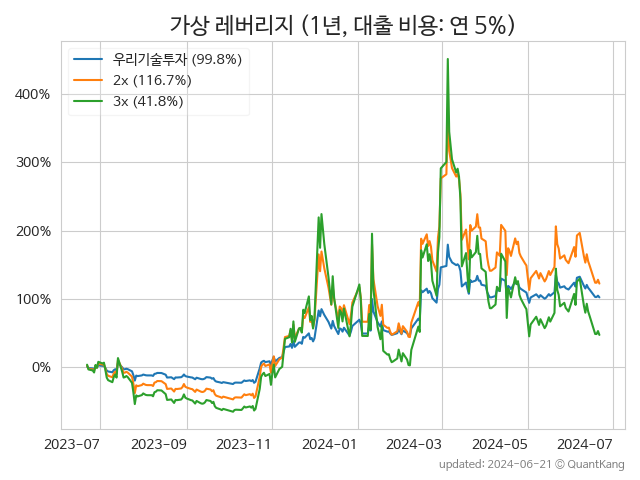 가상 레버리지 (1년, 대출 비용: 연 5%)
우리기술투자 (99.8%)
2x (116.7%)
3x (41.8%)
400%
300%
200%
100%
0%
2023-07 2023-09 2023-11 2024-01 2024-03 2024-05 2024-07
updated: 2024-06-21 © QuantKang